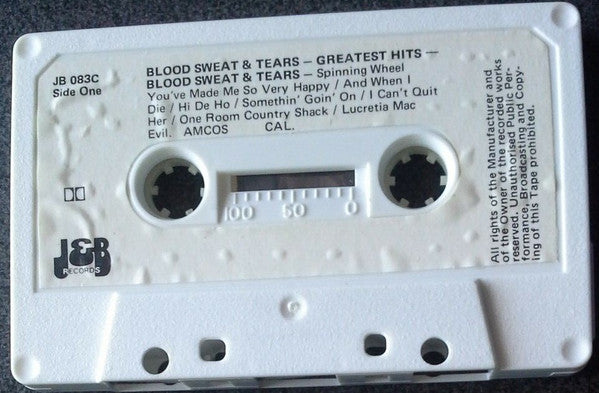 JB 083C
Side One
BLOOD SWEAT & TEARS — GREATEST HITS —
BLOOD SWEAT & TEARS — Spinning Wheel
You've Made Me So Very Happy / And When I
Die / Hi De Ho / Somethin' Goin' On / I Can't Quit
Her / One Room Country Shack / Lucretia Mac
Evil. AMCOS CAL.
100 50 0
J&B
RECORDS
All rights of the Manufacturer and
of the Owner of the recorded works
reserved. Unauthorised Public Per-
formance, Broadcasting and Copy-
ing of this Tape prohibited.